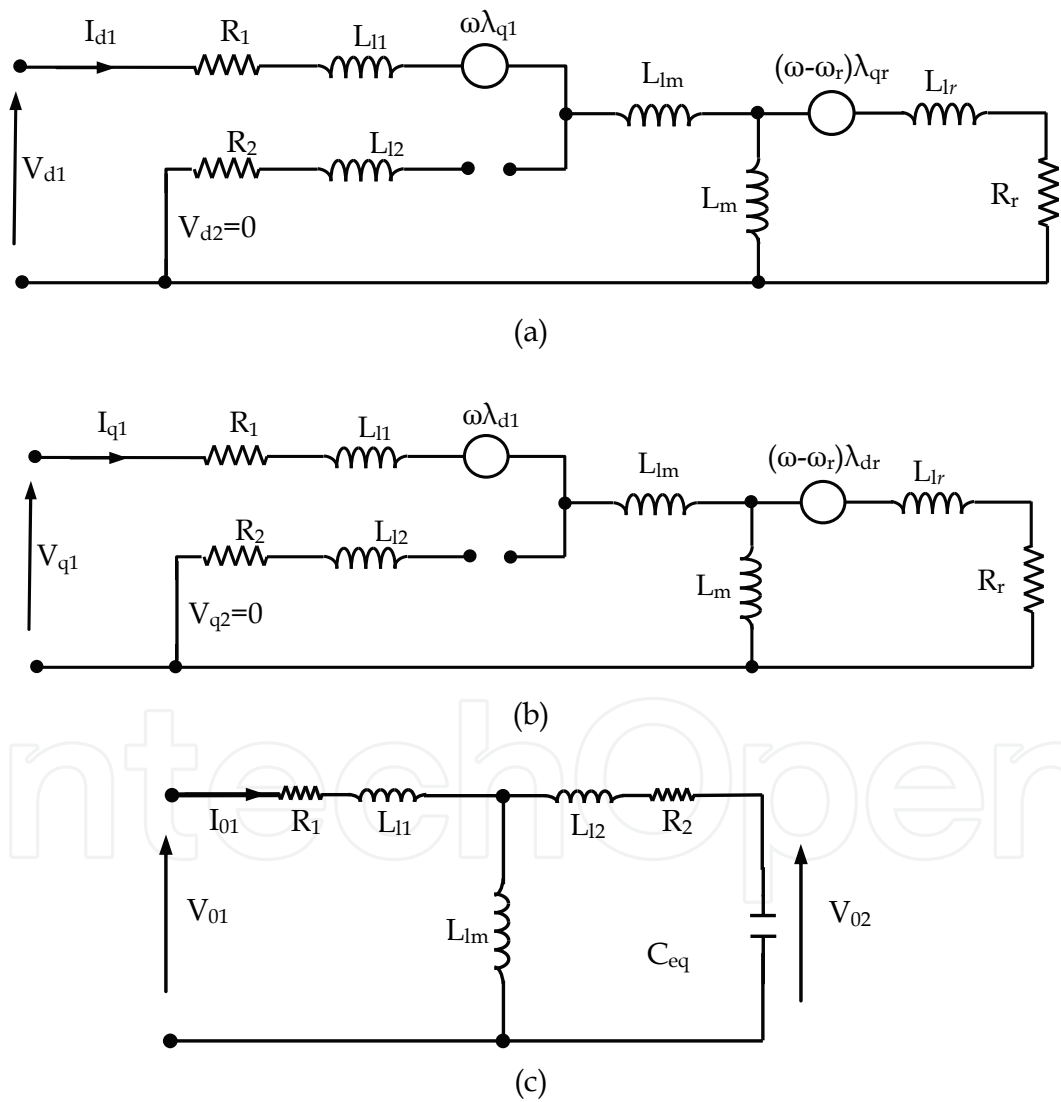 I_d1 R_1 L_l1 ωλ_q1
L_lm (ω-ω_r)λ_qr L_lr
V_d1 R_2 L_l2
V_d2=0 L_m R_r
(a)
I_q1 R_1 L_l1 ωλ_d1
L_lm (ω-ω_r)λ_dr L_lr
V_q1 R_2 L_l2
V_q2=0 L_m R_r
(b)
I_01 R_1 L_l1 L_l2 R_2
V_01 L_lm C_eq V_02
(c)
ntechOpen